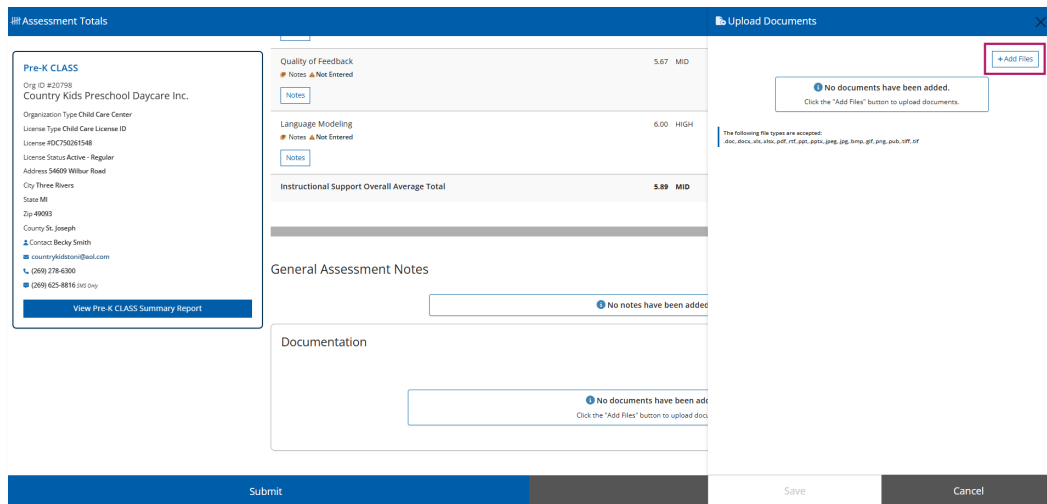 Assessment Totals
Upload Documents
Pre-K CLASS
Org ID #20798
Country Kids Preschool Daycare Inc.
Organization Type Child Care Center
License Type Child Care License ID
License #DC750261548
License Status Active - Regular
Address 54609 Wilbur Road
City Three Rivers
State MI
Zip 49093
County St. Joseph
Contact Becky Smith
countrykidstoni@aol.com
(269) 278-6300
(269) 625-8816 SMS Only
View Pre-K CLASS Summary Report
Quality of Feedback 5.67 MID
Notes Not Entered
Notes
Language Modeling 6.00 HIGH
Notes Not Entered
Notes
Instructional Support Overall Average Total 5.89 MID
General Assessment Notes
No notes have been added
Documentation
No documents have been add
Click the "Add Files" button to upload docu
Submit
+ Add Files
No documents have been added.
Click the "Add Files" button to upload documents.
The following file types are accepted:
.doc,.docx,.xls,.xlsx,.pdf,.rtf,.ppt,.pptx,.jpeg,.jpg,.bmp,.gif,.png,.pub,.tiff,.tif
Save
Cancel